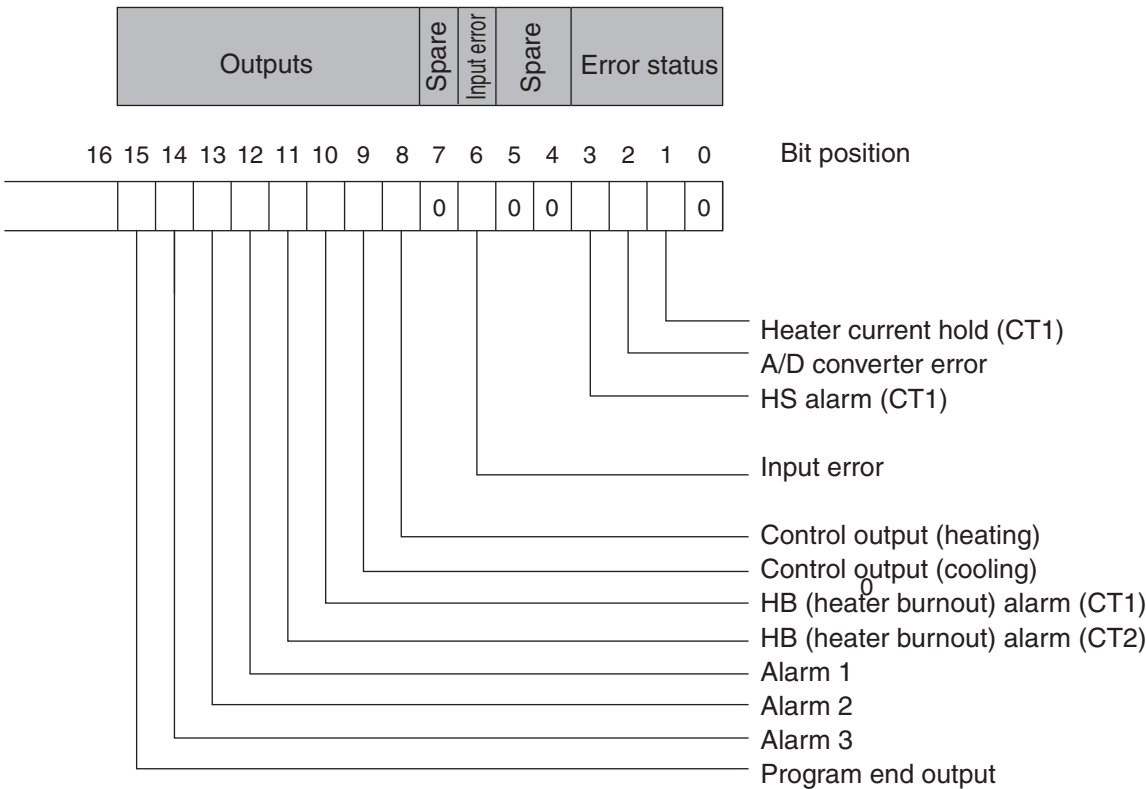 Outputs Spare Input error Spare Error status
16 15 14 13 12 11 10 9 8 7 6 5 4 3 2 1 0 Bit position
0 0 0 0
Heater current hold (CT1)
A/D converter error
HS alarm (CT1)
Input error
Control output (heating)
Control output (cooling)
0
HB (heater burnout) alarm (CT1)
HB (heater burnout) alarm (CT2)
Alarm 1
Alarm 2
Alarm 3
Program end output